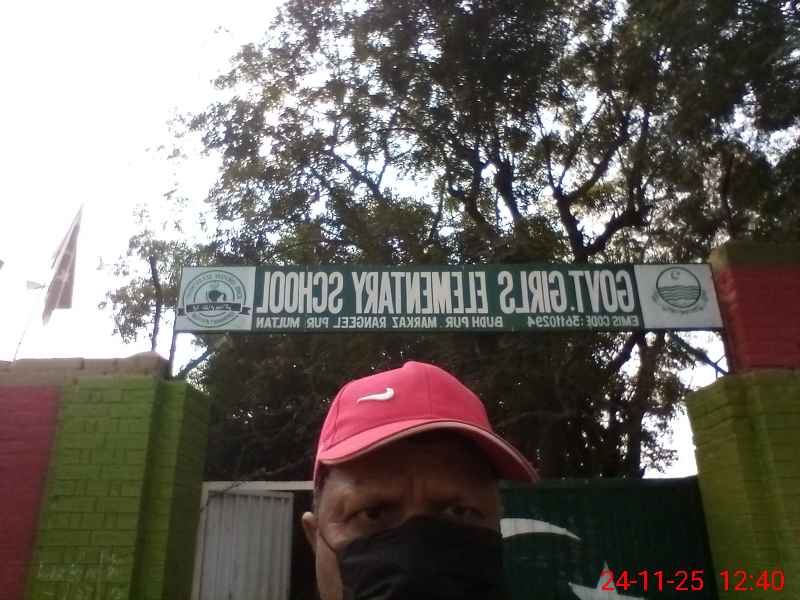 GOVT.GIRLS ELEMENTARY SCHOOL
EMIS CODE:36110294 BUDH PUR MARKAZ RANGEEL PUR MULTAN
24-11-25 12:40